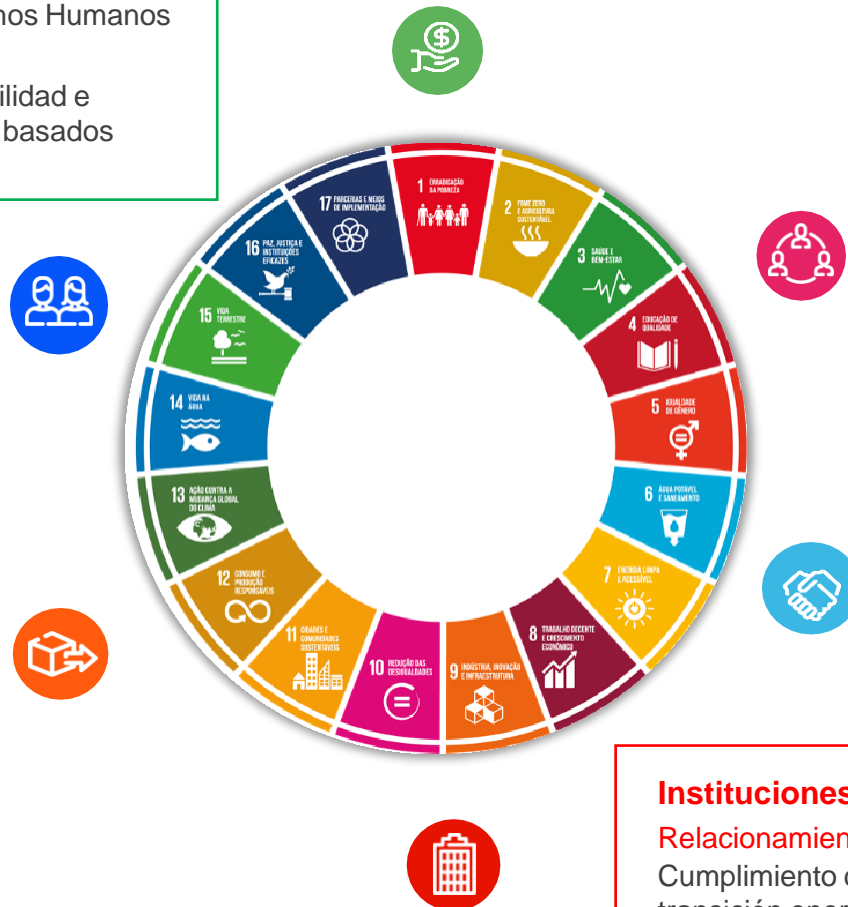 nos Humanos
ilidad e
basados
1 ERRADICAÇÃO
DA POBREZA
2 FOME ZERO
E AGRICULTURA
SUSTENTÁVEL
3 SAÚDE E
BEM-ESTAR
4 EDUCAÇÃO DE
QUALIDADE
5 IGUALDADE
DE GÊNERO
6 ÁGUA POTÁVEL
E SANEAMENTO
7 ENERGIA LIMPA
E ACESSÍVEL
8 TRABALHO DECENTE
E CRESCIMENTO
ECONÔMICO
9 INDÚSTRIA, INOVAÇÃO
E INFRAESTRUTURA
10 REDUÇÃO DAS
DESIGUALDADES
11 CIDADES E
COMUNIDADES
SUSTENTÁVEIS
12 CONSUMO E
PRODUÇÃO
RESPONSÁVEIS
13 AÇÃO CONTRA A
MUDANÇA GLOBAL
DO CLIMA
14 VIDA NA
ÁGUA
15 VIDA
TERRESTRE
16 PAZ, JUSTIÇA E
INSTITUIÇÕES
EFICAZES
17 PARCERIAS E MEIOS
DE IMPLEMENTAÇÃO
$
Instituciones
Relacionamien
Cumplimiento